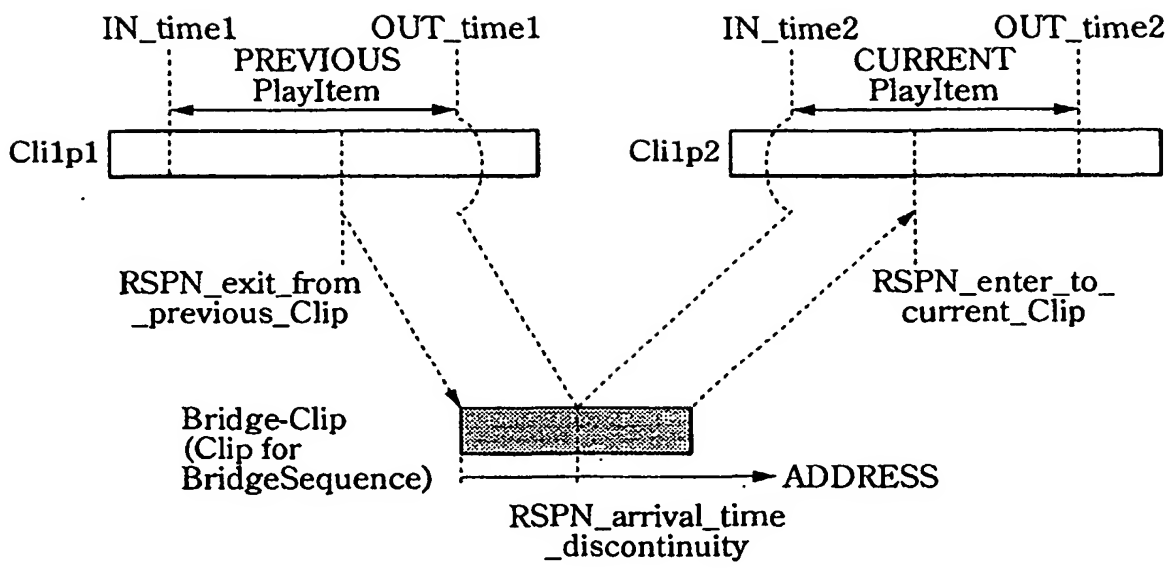 IN_time1
OUT_time1
PREVIOUS
PlayItem
Cli1p1
RSPN_exit_from
_previous_Clip
IN_time2
OUT_time2
CURRENT
PlayItem
Cli1p2
RSPN_enter_to_
current_Clip
Bridge-Clip
(Clip for
BridgeSequence)
ADDRESS
RSPN_arrival_time
_discontinuity